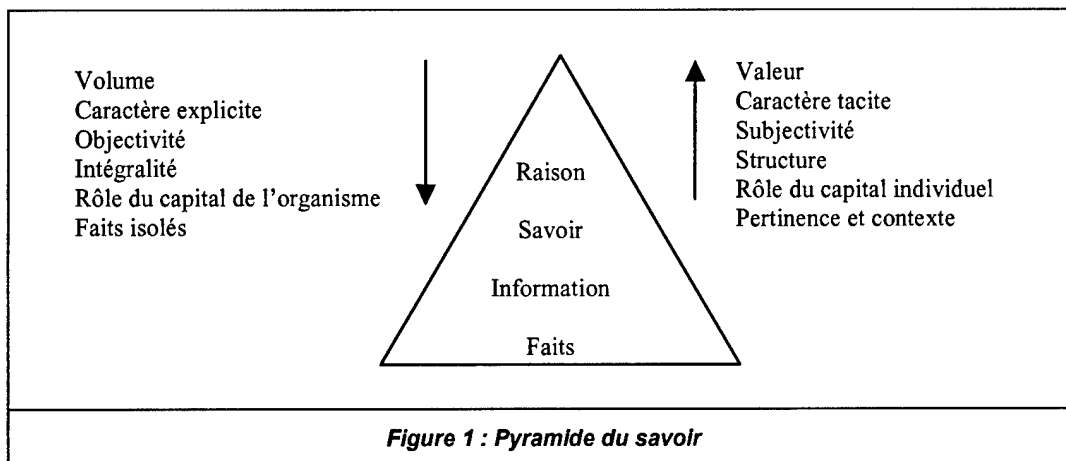 Volume
Caractère explicite
Objectivité
Intégralité
Rôle du capital de l'organisme
Faits isolés
Raison
Savoir
Information
Faits
Valeur
Caractère tacite
Subjectivité
Structure
Rôle du capital individuel
Pertinence et contexte
Figure 1 : Pyramide du savoir